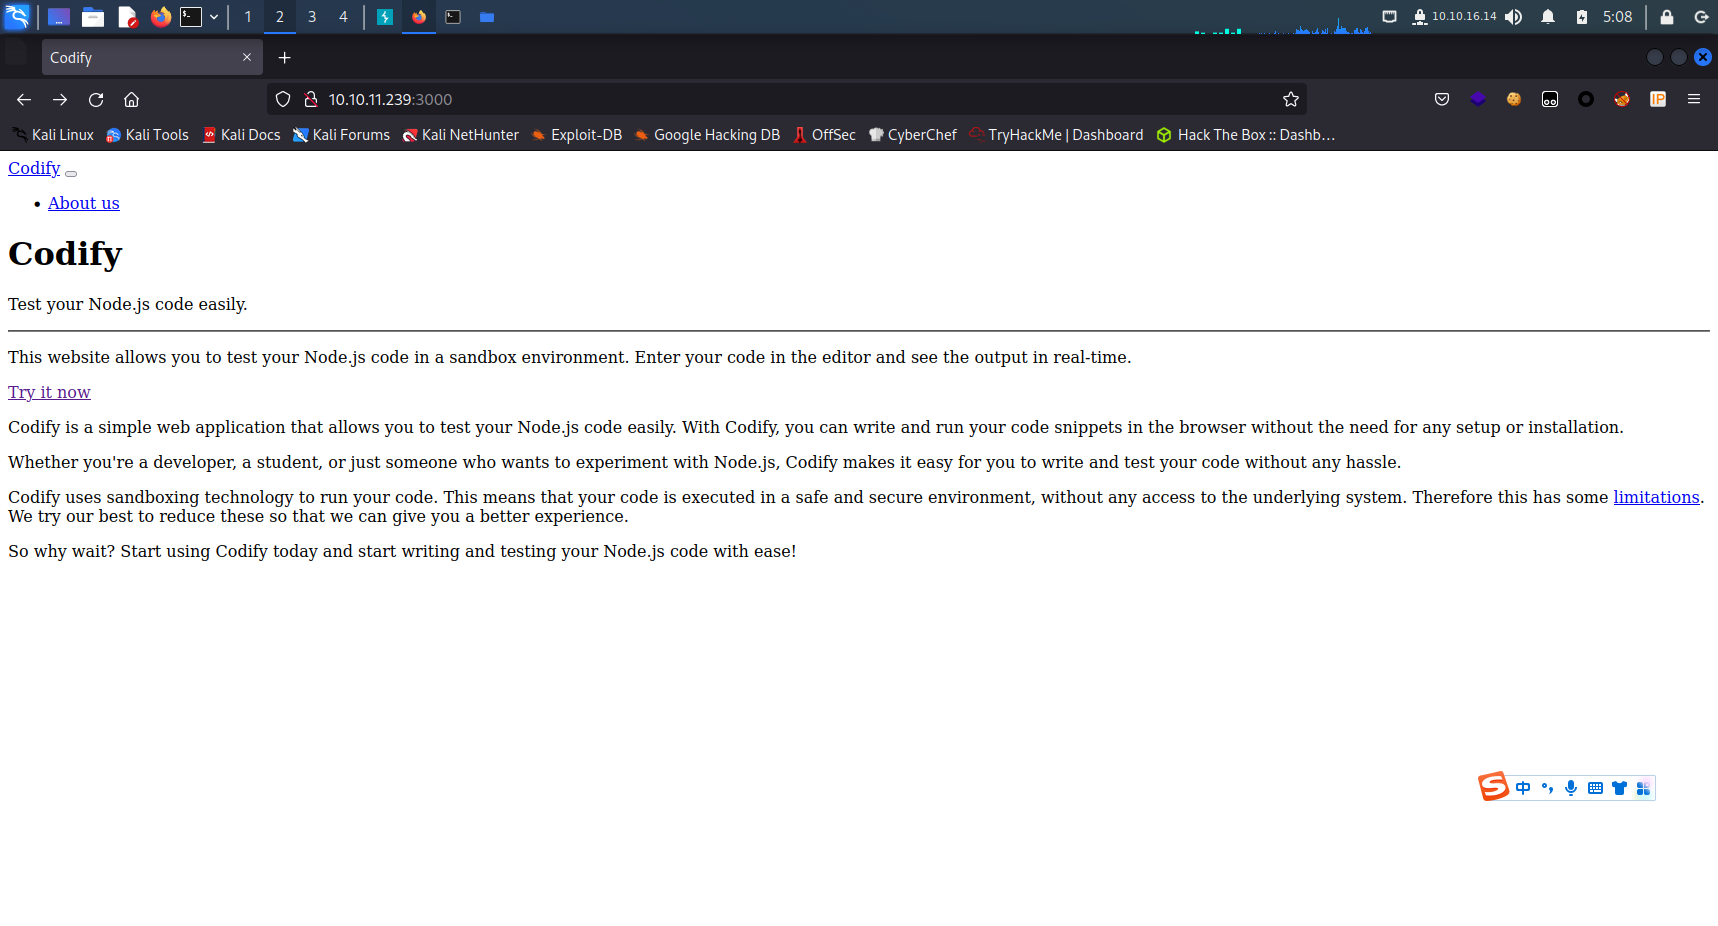 1 2 3 4 10.10.16.14 5:08
Codify
10.10.11.239:3000
Kali Linux Kali Tools Kali Docs Kali Forums Kali NetHunter Exploit-DB Google Hacking DB OffSec CyberChef TryHackMe | Dashboard Hack The Box :: Dashb…
IP
Codify
• About us
Codify
Test your Node.js code easily.
This website allows you to test your Node.js code in a sandbox environment. Enter your code in the editor and see the output in real-time.
Try it now
Codify is a simple web application that allows you to test your Node.js code easily. With Codify, you can write and run your code snippets in the browser without the need for any setup or installation.
Whether you're a developer, a student, or just someone who wants to experiment with Node.js, Codify makes it easy for you to write and test your code without any hassle.
Codify uses sandboxing technology to run your code. This means that your code is executed in a safe and secure environment, without any access to the underlying system. Therefore this has some limitations.
We try our best to reduce these so that we can give you a better experience.
So why wait? Start using Codify today and start writing and testing your Node.js code with ease!
S 中